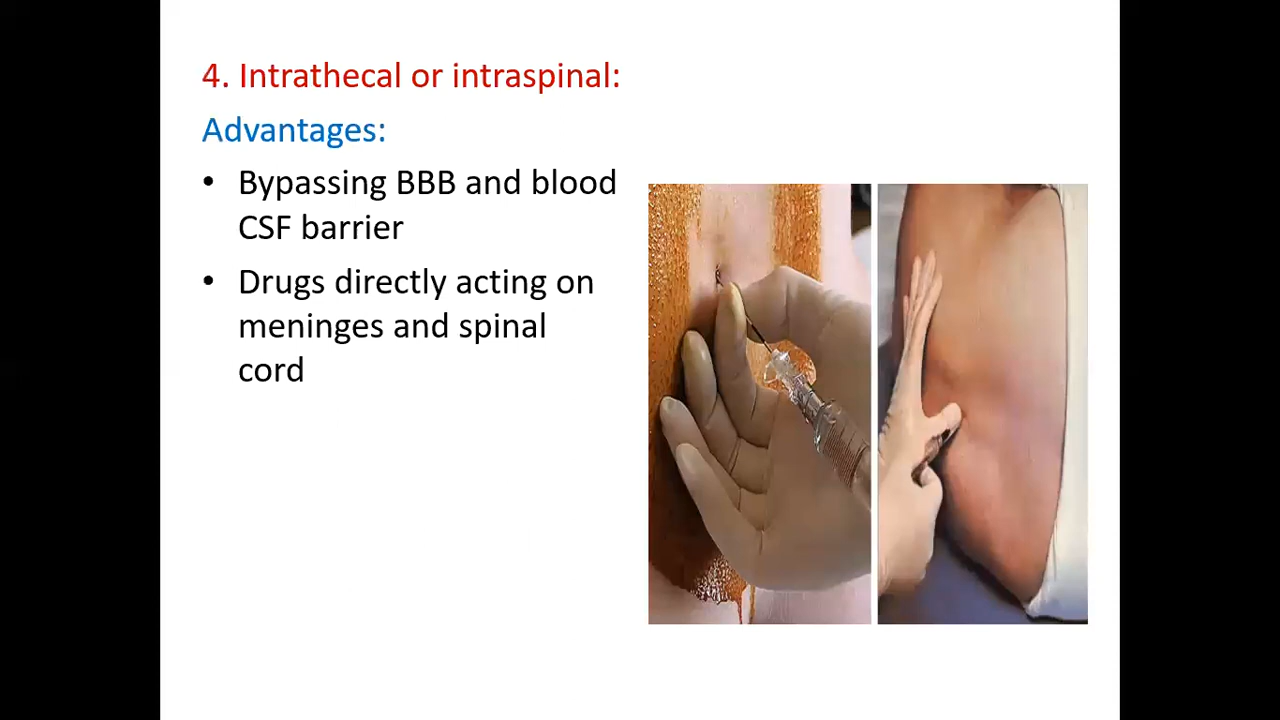 4. Intrathecal or intraspinal:
Advantages:
• Bypassing BBB and blood
CSF barrier
• Drugs directly acting on
meninges and spinal
cord